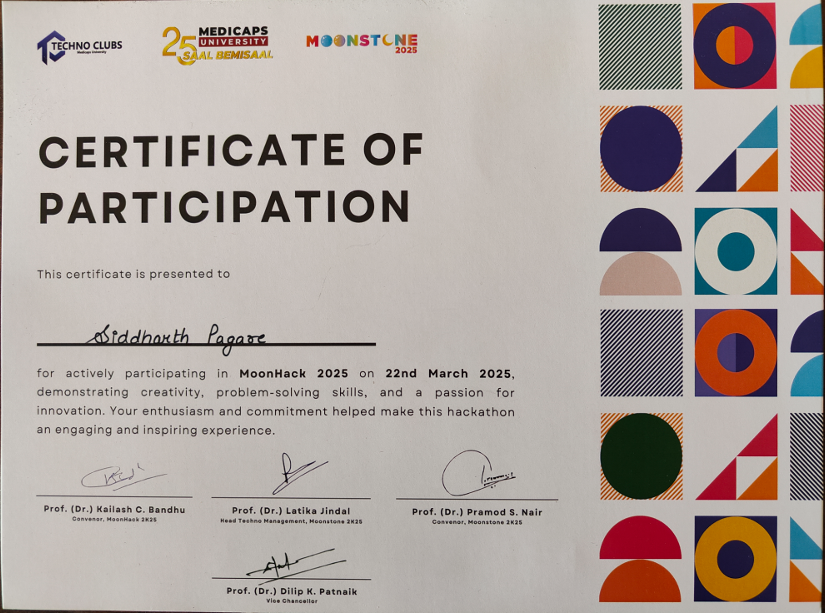 TECHNO CLUBS
Medicaps University
25 MEDICAPS
UNIVERSITY
SAAL BEMISAAL
MOONSTONE
2025
CERTIFICATE OF
PARTICIPATION
This certificate is presented to
Siddharth Pagare
for actively participating in MoonHack 2025 on 22nd March 2025,
demonstrating creativity, problem-solving skills, and a passion for
innovation. Your enthusiasm and commitment helped make this hackathon
an engaging and inspiring experience.
Prof. (Dr.) Kailash C. Bandhu
Convenor, MoonHack 2K25
Prof. (Dr.) Latika Jindal
Head Techno Management, Moonstone 2K25
Prof. (Dr.) Pramod S. Nair
Convenor, Moonstone 2K25
Prof. (Dr.) Dilip K. Patnaik
Vice Chancellor